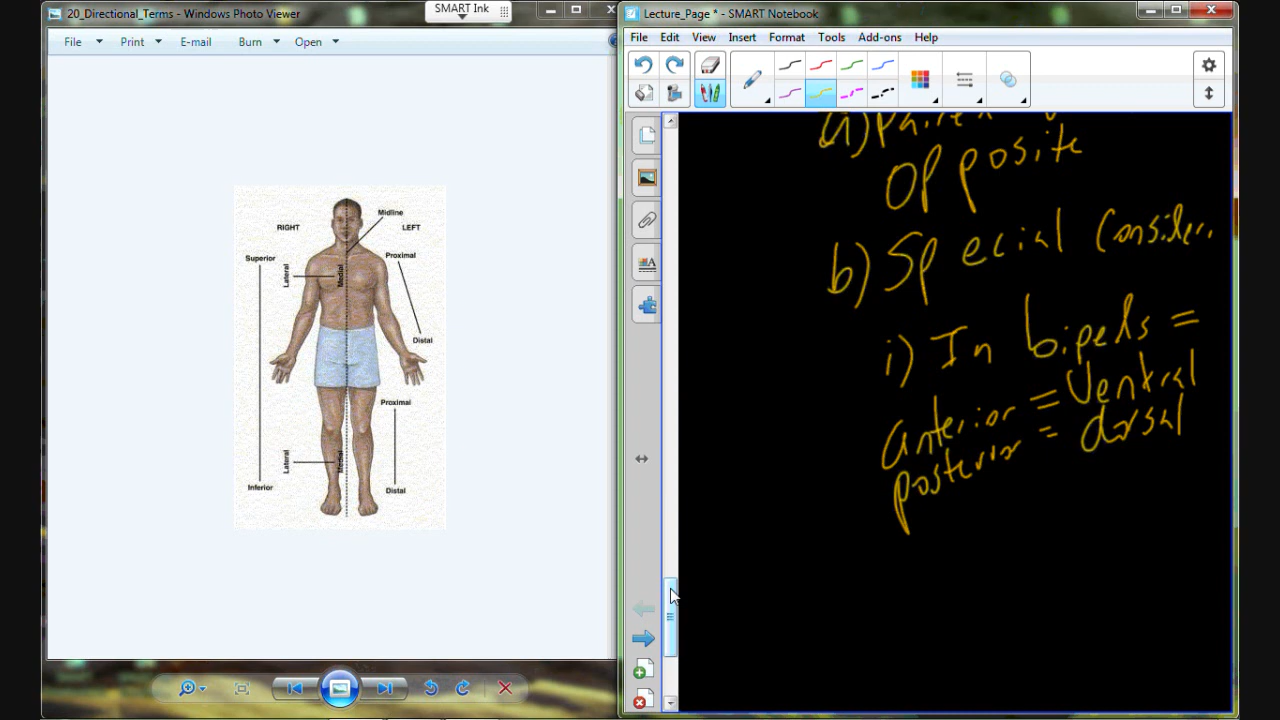 20_Directional_Terms - Windows Photo Viewer
SMART Ink
File Print E-mail Burn Open
Midline
RIGHT LEFT
Superior Proximal
Lateral Medial
Distal
Proximal
Lateral Medial
Inferior Distal
Lecture_Page * - SMART Notebook
File Edit View Insert Format Tools Add-ons Help
a) Paired
Opposite
b) Special Consider.
i) In bipeds =
anterior = Ventral
posterior = dorsal